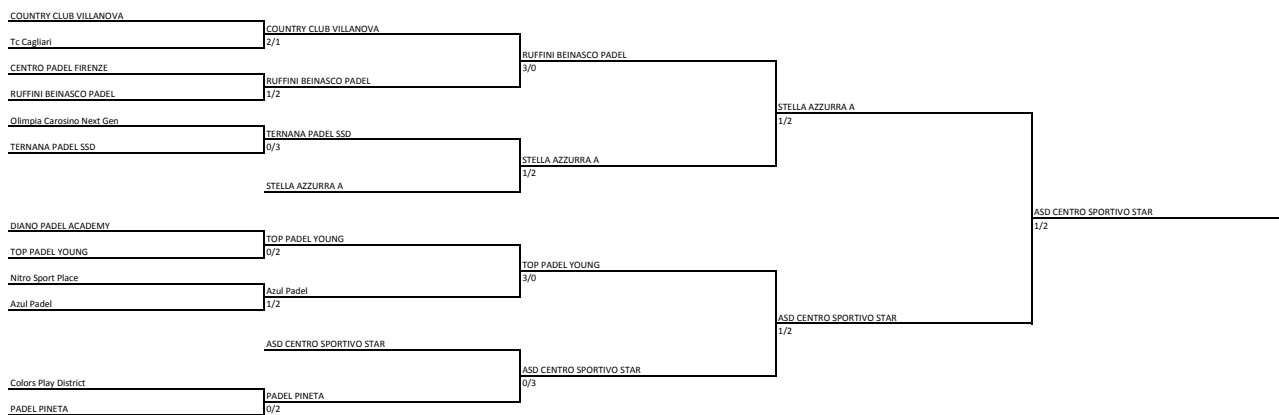 COUNTRY CLUB VILLANOVA
COUNTRY CLUB VILLANOVA
Tc Cagliari
2/1
RUFFINI BEINASCO PADEL
CENTRO PADEL FIRENZE
3/0
RUFFINI BEINASCO PADEL
RUFFINI BEINASCO PADEL
1/2
STELLA AZZURRA A
Olimpia Carosino Next Gen
1/2
TERNANA PADEL SSD
TERNANA PADEL SSD
0/3
STELLA AZZURRA A
1/2
STELLA AZZURRA A
ASD CENTRO SPORTIVO STAR
1/2
DIANO PADEL ACADEMY
TOP PADEL YOUNG
TOP PADEL YOUNG
0/2
TOP PADEL YOUNG
Nitro Sport Place
3/0
Azul Padel
Azul Padel
1/2
ASD CENTRO SPORTIVO STAR
1/2
ASD CENTRO SPORTIVO STAR
ASD CENTRO SPORTIVO STAR
Colors Play District
0/3
PADEL PINETA
PADEL PINETA
0/2